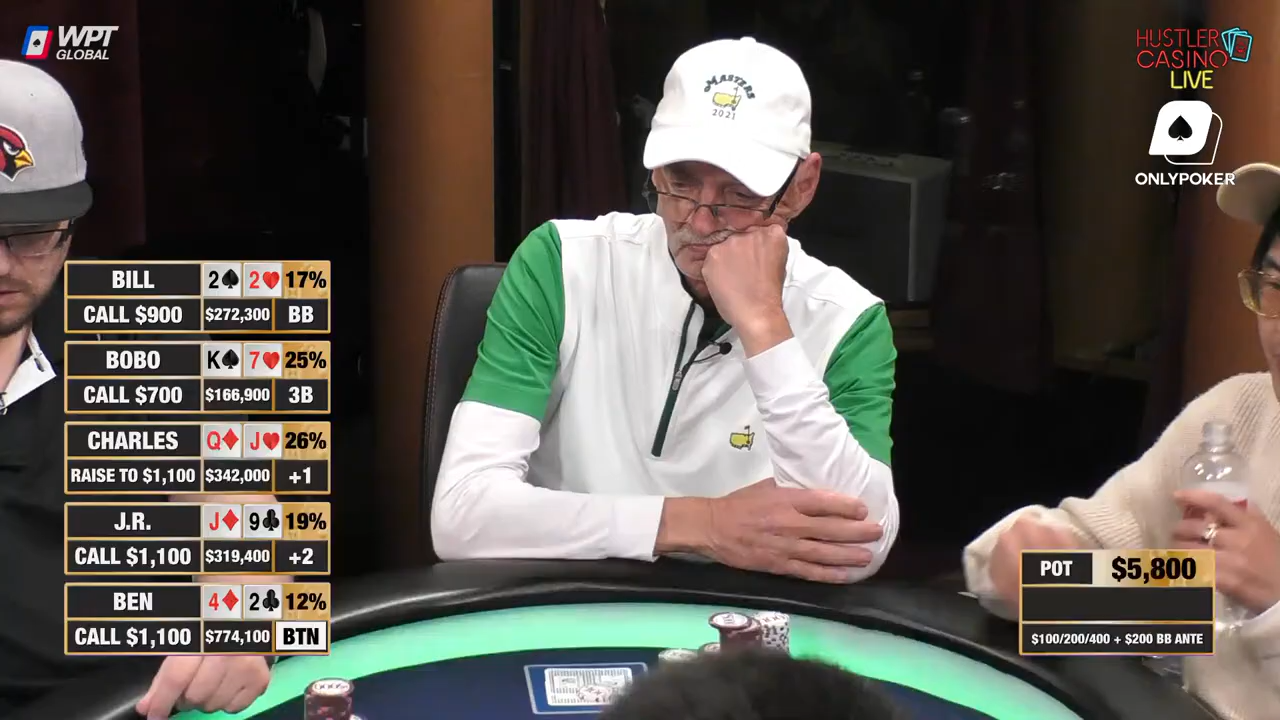 WPT
GLOBAL
HUSTLER
CASINO
LIVE
ONLYPOKER
MASTERS
2021
BILL 2♠ 2♥ 17%
CALL $900 $272,300 BB
BOBO K♠ 7♥ 25%
CALL $700 $166,900 3B
CHARLES Q♦ J♥ 26%
RAISE TO $1,100 $342,000 +1
J.R. J♦ 9♣ 19%
CALL $1,100 $319,400 +2
BEN 4♦ 2♣ 12%
CALL $1,100 $774,100 BTN
POT $5,800
$100/200/400 + $200 BB ANTE